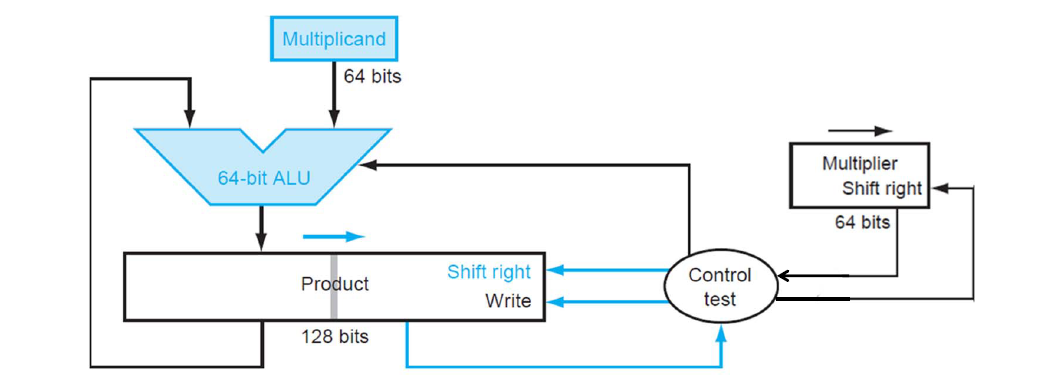 Multiplicand
64 bits
64-bit ALU
Multiplier
Shift right
64 bits
Product
Shift right
Write
128 bits
Control
test